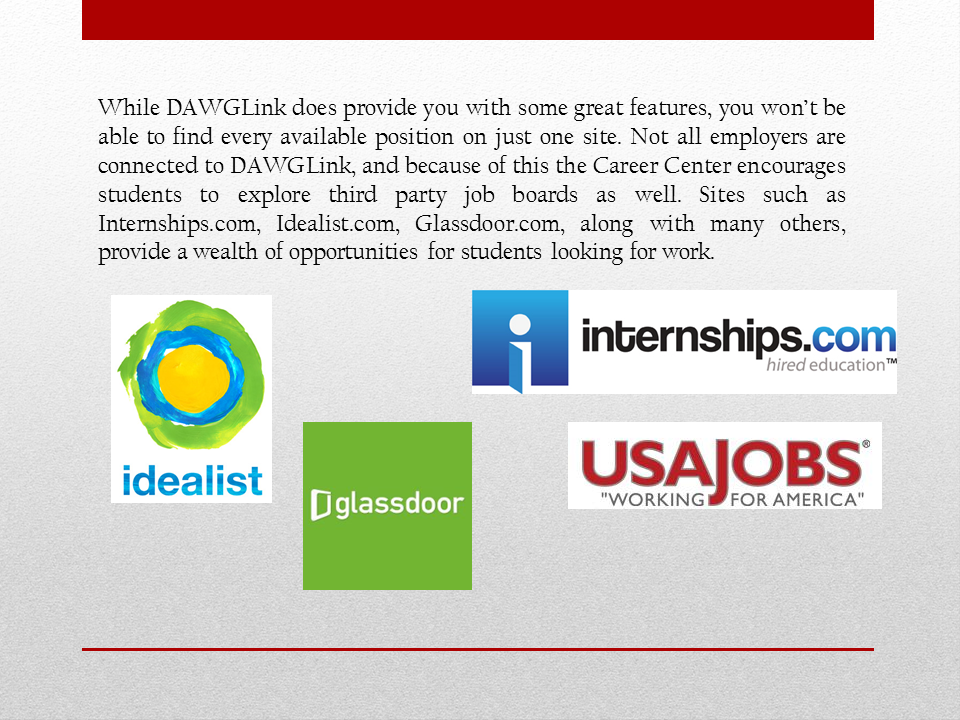 While DAWGLink does provide you with some great features, you won't be
able to find every available position on just one site. Not all employers are
connected to DAWGLink, and because of this the Career Center encourages
students to explore third party job boards as well. Sites such as
Internships.com, Idealist.com, Glassdoor.com, along with many others,
provide a wealth of opportunities for students looking for work.
internships.com
hired education™
idealist
glassdoor
USAJOBS®
"WORKING FOR AMERICA"